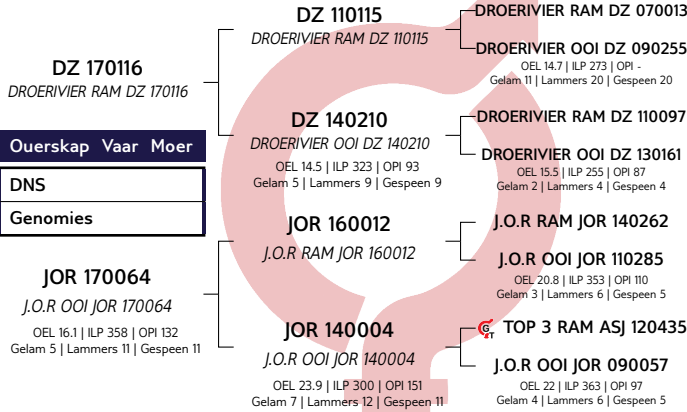 DZ 170116
DROERIVIER RAM DZ 170116
Ouerskap Vaar Moer
DNS
Genomies
JOR 170064
J.O.R OOI JOR 170064
OEL 16.1 | ILP 358 | OPI 132
Gelam 5 | Lammers 11 | Gespeen 11
DZ 110115
DROERIVIER RAM DZ 110115
DZ 140210
DROERIVIER OOI DZ 140210
OEL 14.5 | ILP 323 | OPI 93
Gelam 5 | Lammers 9 | Gespeen 9
JOR 160012
J.O.R RAM JOR 160012
JOR 140004
J.O.R OOI JOR 140004
OEL 23.9 | ILP 300 | OPI 151
Gelam 7 | Lammers 12 | Gespeen 11
DROERIVIER RAM DZ 070013
DROERIVIER OOI DZ 090255
OEL 14.7 | ILP 273 | OPI -
Gelam 11 | Lammers 20 | Gespeen 20
DROERIVIER RAM DZ 110097
DROERIVIER OOI DZ 130161
OEL 15.5 | ILP 255 | OPI 87
Gelam 2 | Lammers 4 | Gespeen 4
J.O.R RAM JOR 140262
J.O.R OOI JOR 110285
OEL 20.8 | ILP 353 | OPI 110
Gelam 3 | Lammers 6 | Gespeen 5
GT TOP 3 RAM ASJ 120435
J.O.R OOI JOR 090057
OEL 22 | ILP 363 | OPI 97
Gelam 4 | Lammers 6 | Gespeen 5